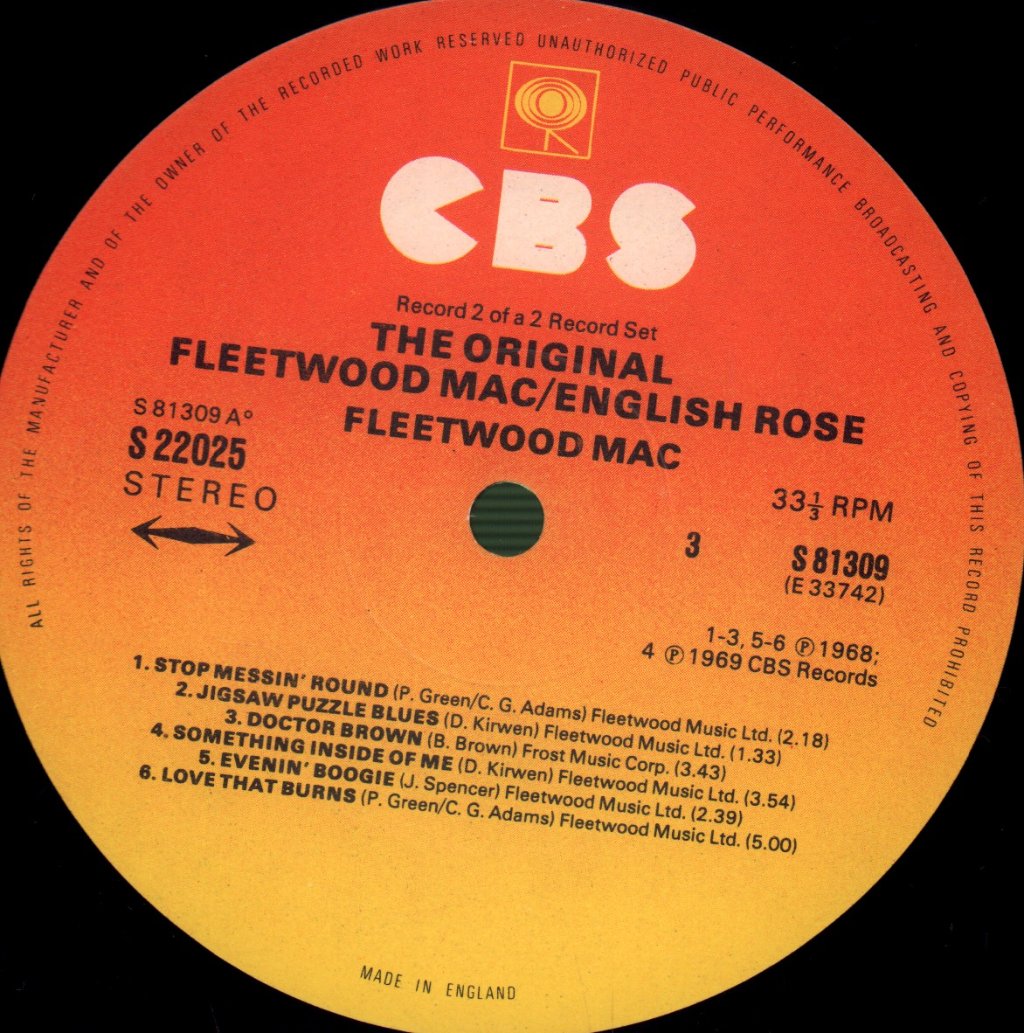 ALL RIGHTS OF THE MANUFACTURER AND OF THE OWNER OF THE RECORDED WORK RESERVED UNAUTHORIZED PUBLIC PERFORMANCE BROADCASTING AND COPYING OF THIS RECORD PROHIBITED
CBS
Record 2 of a 2 Record Set
THE ORIGINAL
FLEETWOOD MAC/ENGLISH ROSE
FLEETWOOD MAC
S 81309 A°
S 22025
STEREO
33⅓ RPM
3
S 81309
(E 33742)
1-3, 5-6 ℗ 1968;
4 ℗ 1969 CBS Records
1. STOP MESSIN' ROUND (P. Green/C. G. Adams) Fleetwood Music Ltd. (2.18)
2. JIGSAW PUZZLE BLUES (D. Kirwen) Fleetwood Music Ltd. (1.33)
3. DOCTOR BROWN (B. Brown) Frost Music Corp. (3.43)
4. SOMETHING INSIDE OF ME (D. Kirwen) Fleetwood Music Ltd. (3.54)
5. EVENIN' BOOGIE (J. Spencer) Fleetwood Music Ltd. (2.39)
6. LOVE THAT BURNS (P. Green/C. G. Adams) Fleetwood Music Ltd. (5.00)
MADE IN ENGLAND